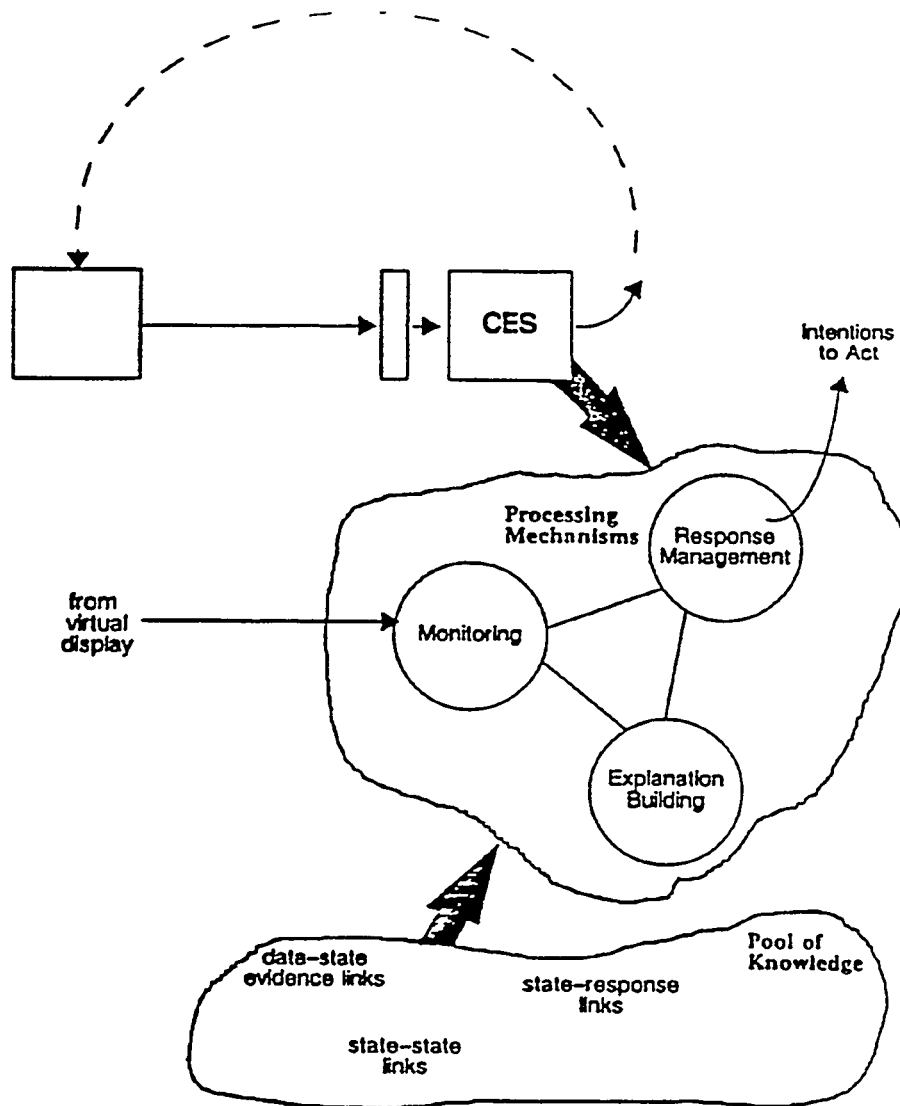 CES
Intentions
to Act
Processing
Mechanisms
Response
Management
from
virtual
display
Monitoring
Explanation
Building
Pool of
Knowledge
data-state
evidence links
state-response
links
state-state
links